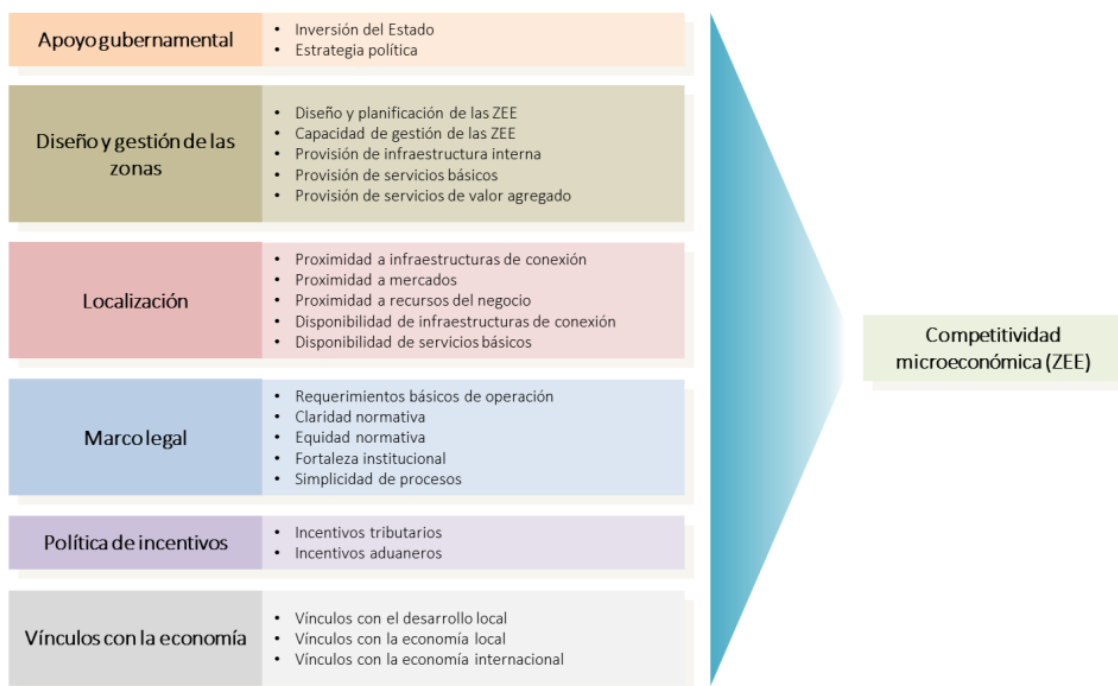 Apoyo gubernamental
• Inversión del Estado
• Estrategia política
Diseño y gestión de las
zonas
• Diseño y planificación de las ZEE
• Capacidad de gestión de las ZEE
• Provisión de infraestructura interna
• Provisión de servicios básicos
• Provisión de servicios de valor agregado
Localización
• Proximidad a infraestructuras de conexión
• Proximidad a mercados
• Proximidad a recursos del negocio
• Disponibilidad de infraestructuras de conexión
• Disponibilidad de servicios básicos
Marco legal
• Requerimientos básicos de operación
• Claridad normativa
• Equidad normativa
• Fortaleza institucional
• Simplicidad de procesos
Política de incentivos
• Incentivos tributarios
• Incentivos aduaneros
Vínculos con la economía
• Vínculos con el desarrollo local
• Vínculos con la economía local
• Vínculos con la economía internacional
Competitividad
microeconómica (ZEE)